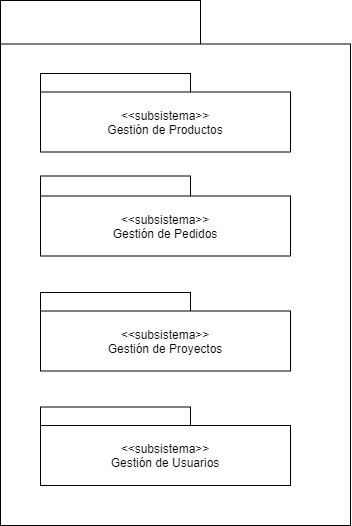 <<subsistema>>
Gestión de Productos
<<subsistema>>
Gestión de Pedidos
<<subsistema>>
Gestión de Proyectos
<<subsistema>>
Gestión de Usuarios